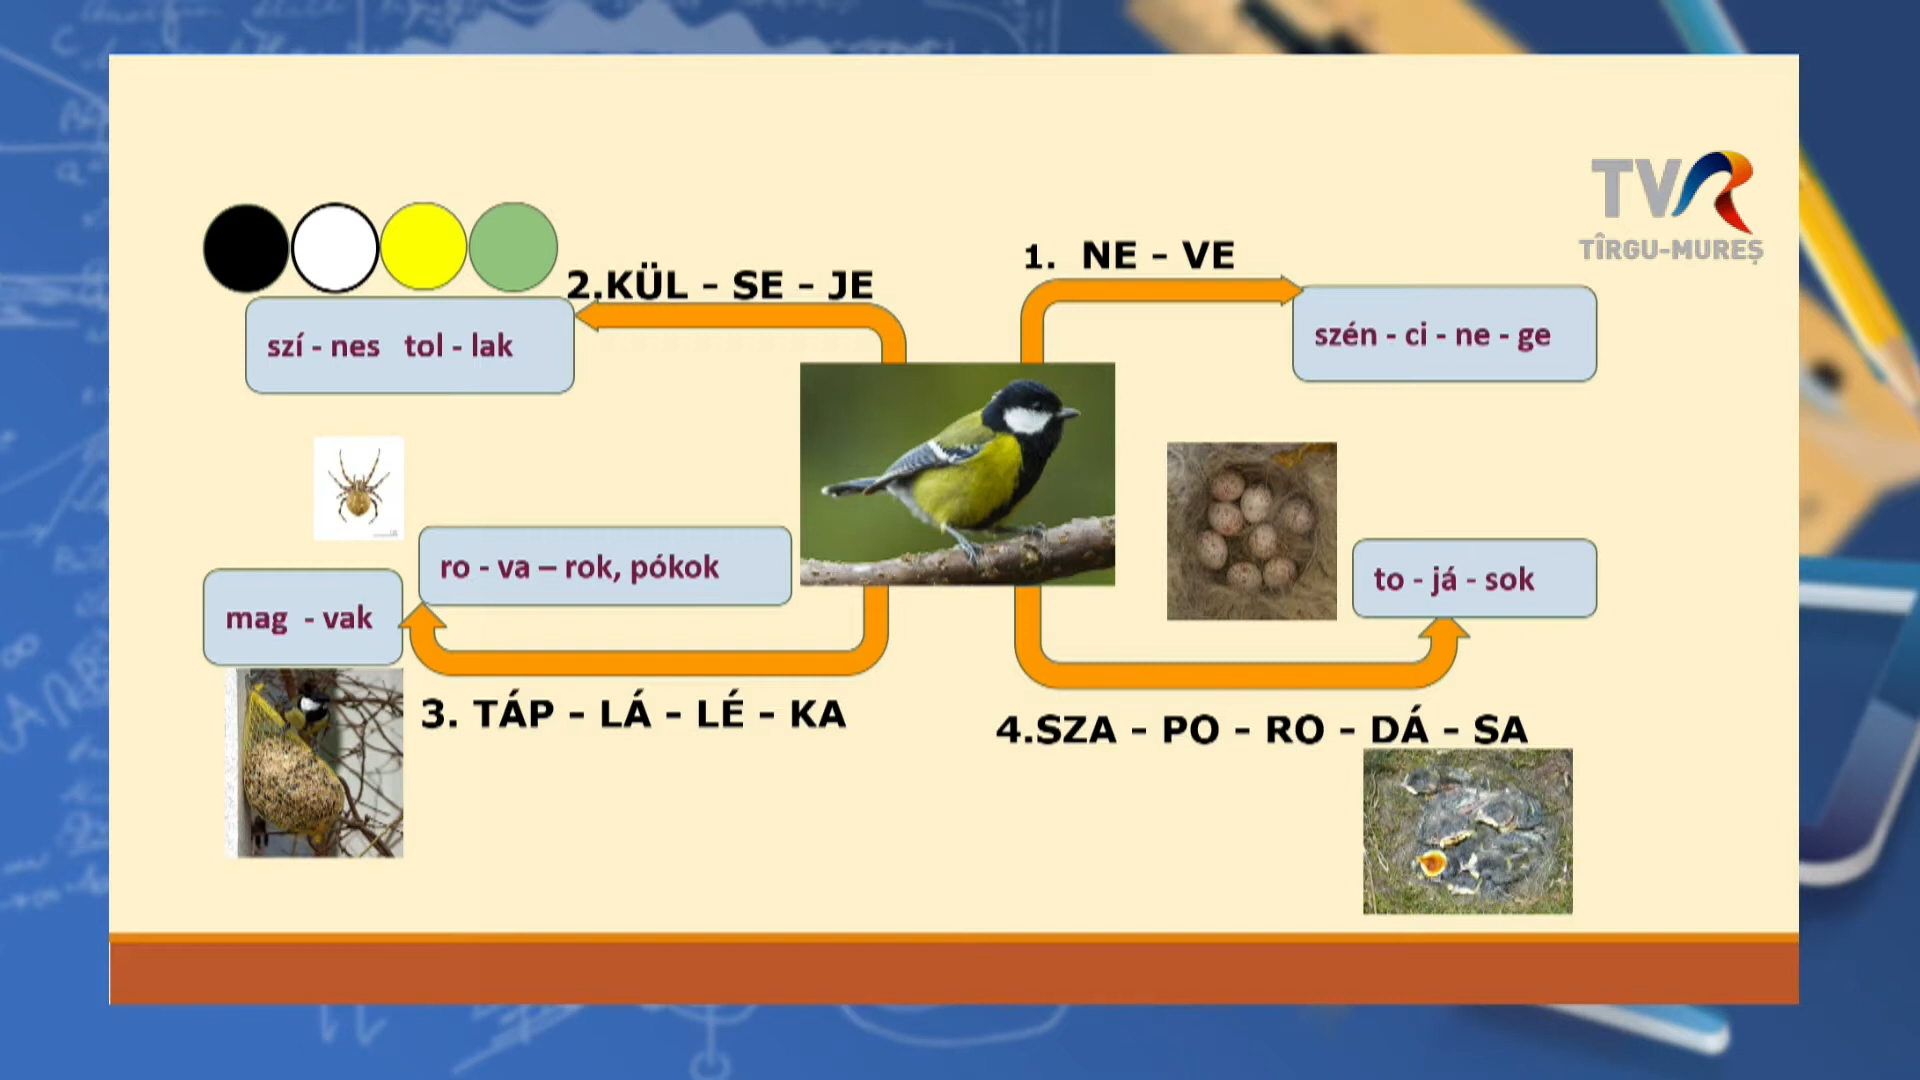 TVR
TÎRGU-MUREȘ
1. NE - VE
szén - ci - ne - ge
2.KÜL - SE - JE
szí - nes tol - lak
ro - va – rok, pókok
mag - vak
3. TÁP - LÁ - LÉ - KA
to - já - sok
4.SZA - PO - RO - DÁ - SA